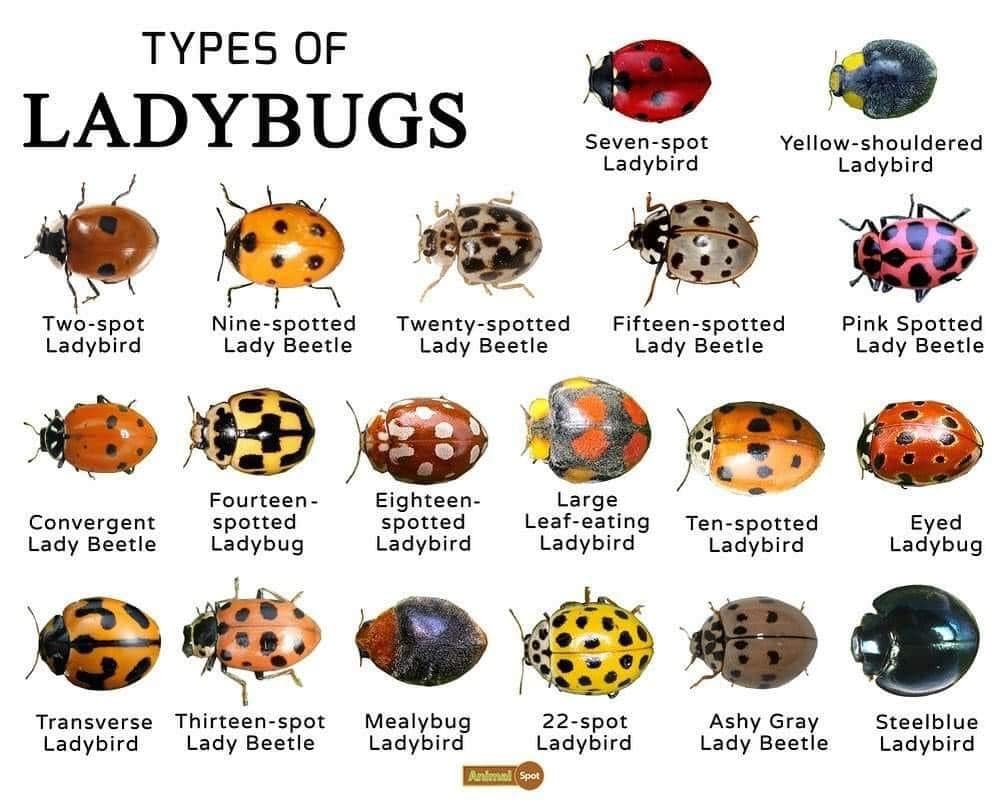 TYPES OF
LADYBUGS
Seven-spot
Ladybird
Yellow-shouldered
Ladybird
Two-spot
Ladybird
Nine-spotted
Lady Beetle
Twenty-spotted
Lady Beetle
Fifteen-spotted
Lady Beetle
Pink Spotted
Lady Beetle
Convergent
Lady Beetle
Fourteen-
spotted
Ladybug
Eighteen-
spotted
Ladybird
Large
Leaf-eating
Ladybird
Ten-spotted
Ladybird
Eyed
Ladybug
Transverse
Ladybird
Thirteen-spot
Lady Beetle
Mealybug
Ladybird
22-spot
Ladybird
Ashy Gray
Lady Beetle
Steelblue
Ladybird
Animal Spot